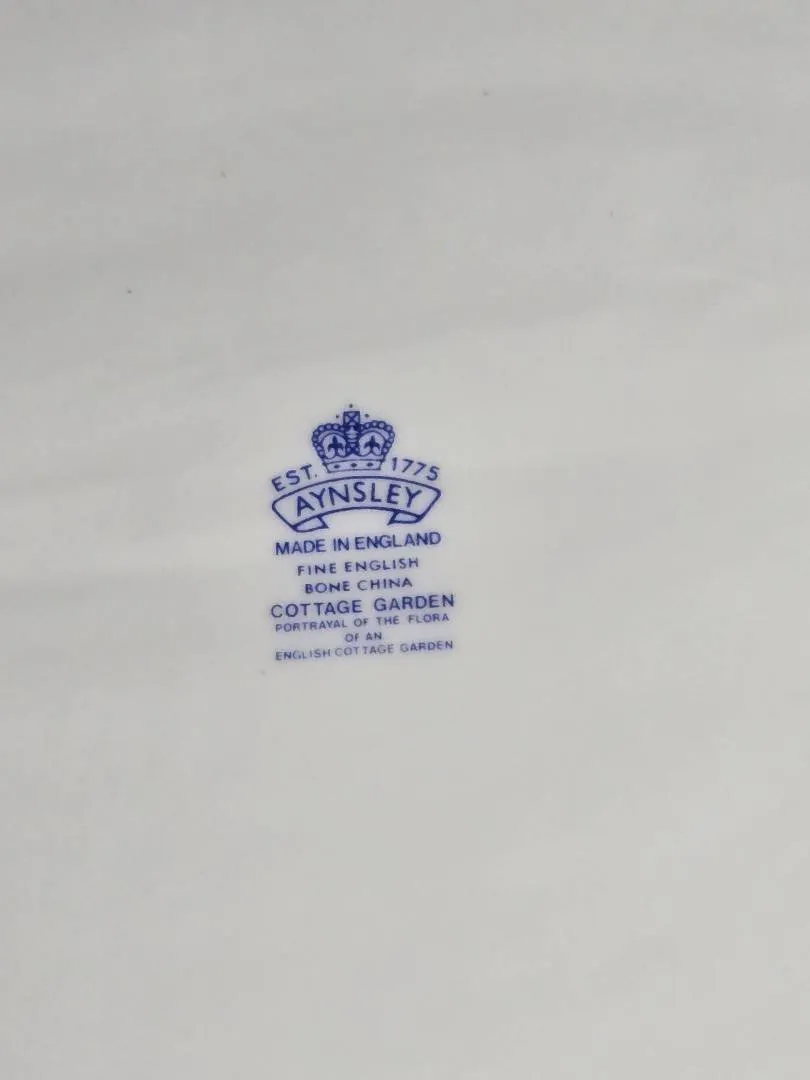 EST. 1775
AYNSLEY
MADE IN ENGLAND
FINE ENGLISH
BONE CHINA
COTTAGE GARDEN
PORTRAYAL OF THE FLORA
OF AN
ENGLISH COTTAGE GARDEN